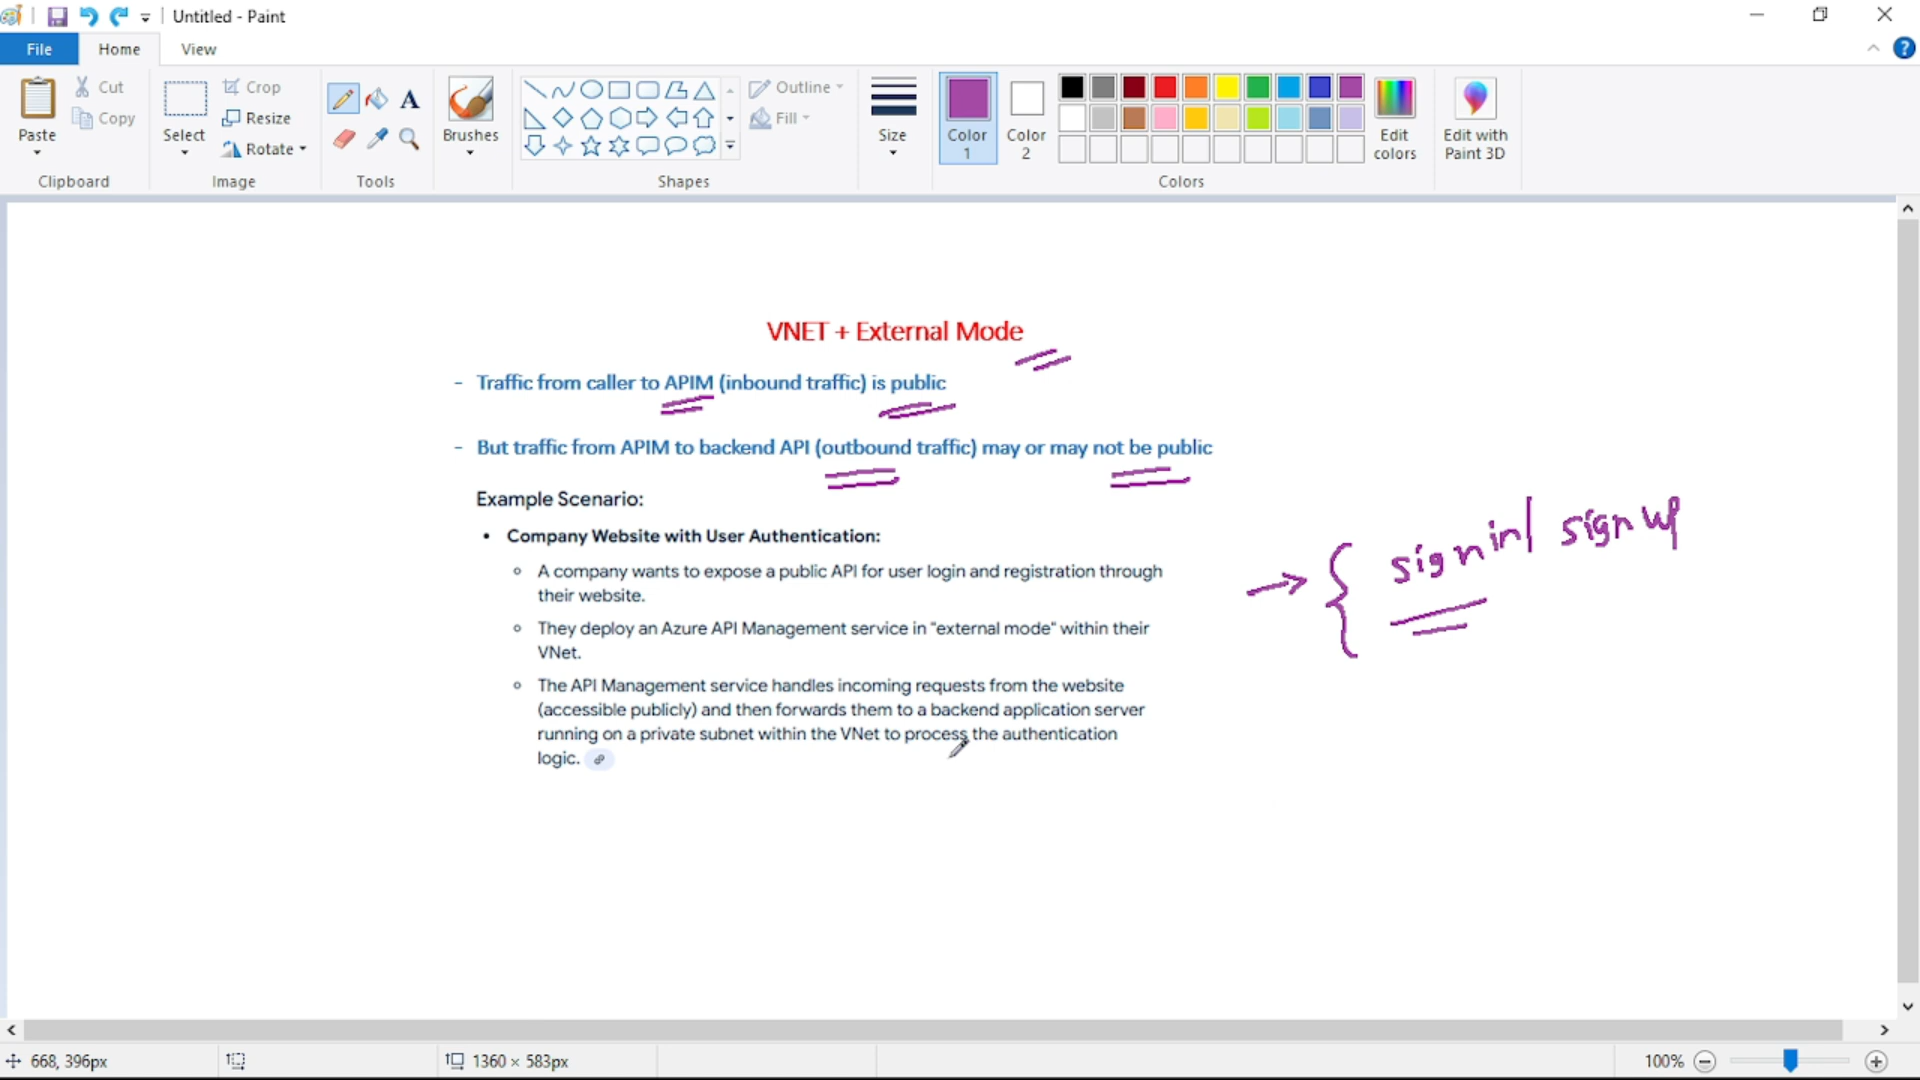 Untitled - Paint
File Home View
Paste
Cut
Copy
Clipboard
Select
Crop
Resize
Rotate
Image
A
Tools
Brushes
Outline
Fill
Shapes
Size
Color 1
Color 2
Edit colors
Edit with Paint 3D
Colors
VNET + External Mode
- Traffic from caller to APIM (inbound traffic) is public
- But traffic from APIM to backend API (outbound traffic) may or may not be public
Example Scenario:
• Company Website with User Authentication:
○ A company wants to expose a public API for user login and registration through
their website.
○ They deploy an Azure API Management service in "external mode" within their
VNet.
○ The API Management service handles incoming requests from the website
(accessible publicly) and then forwards them to a backend application server
running on a private subnet within the VNet to process the authentication
logic.
→ { signin/ signup
668, 396px
1360 × 583px
100%